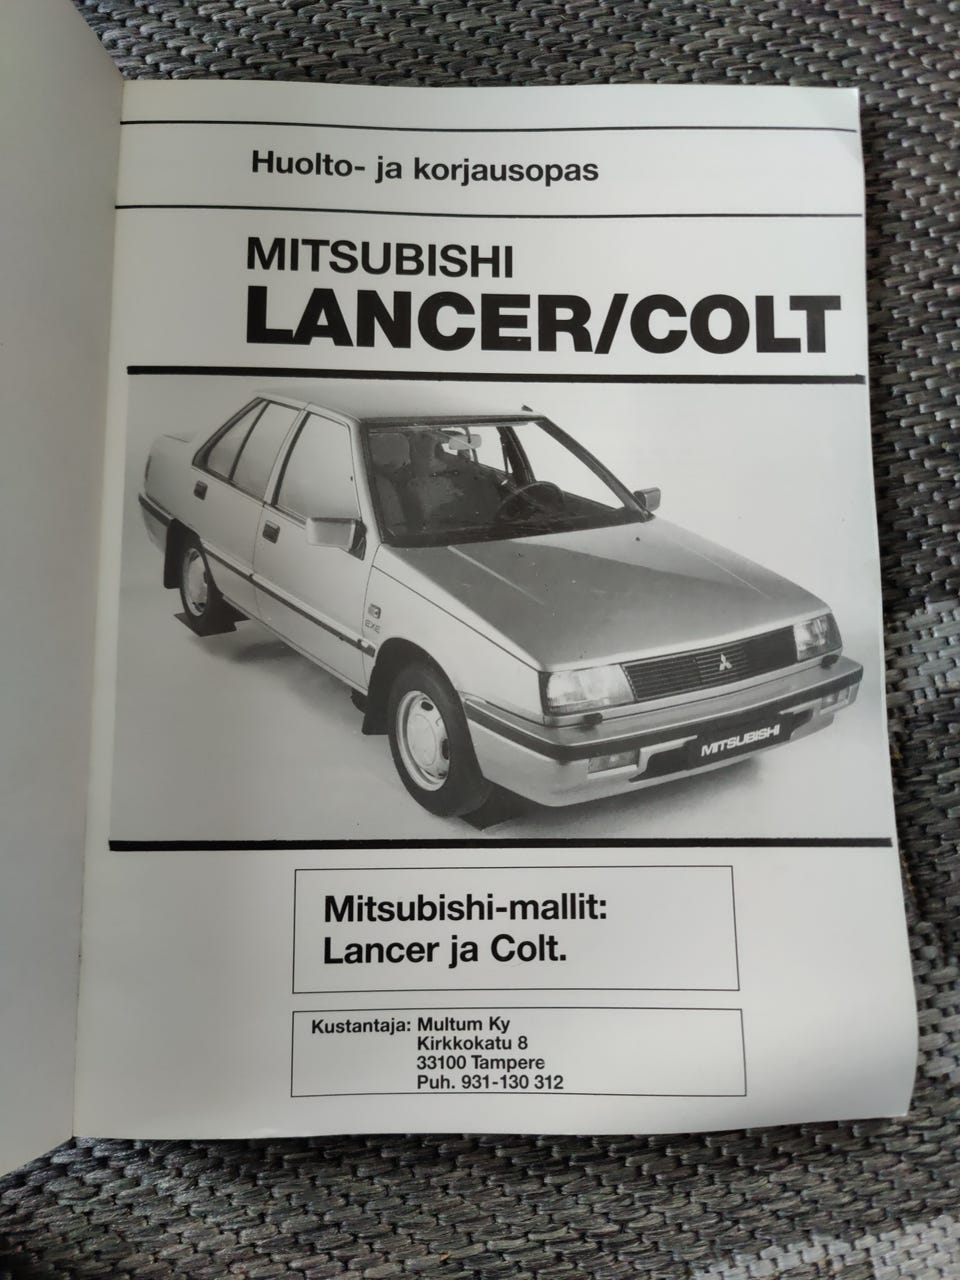 Huolto- ja korjausopas
MITSUBISHI
LANCER/COLT
EXE
MITSUBISHI
Mitsubishi-mallit:
Lancer ja Colt.
Kustantaja: Multum Ky
Kirkkokatu 8
33100 Tampere
Puh. 931-130 312